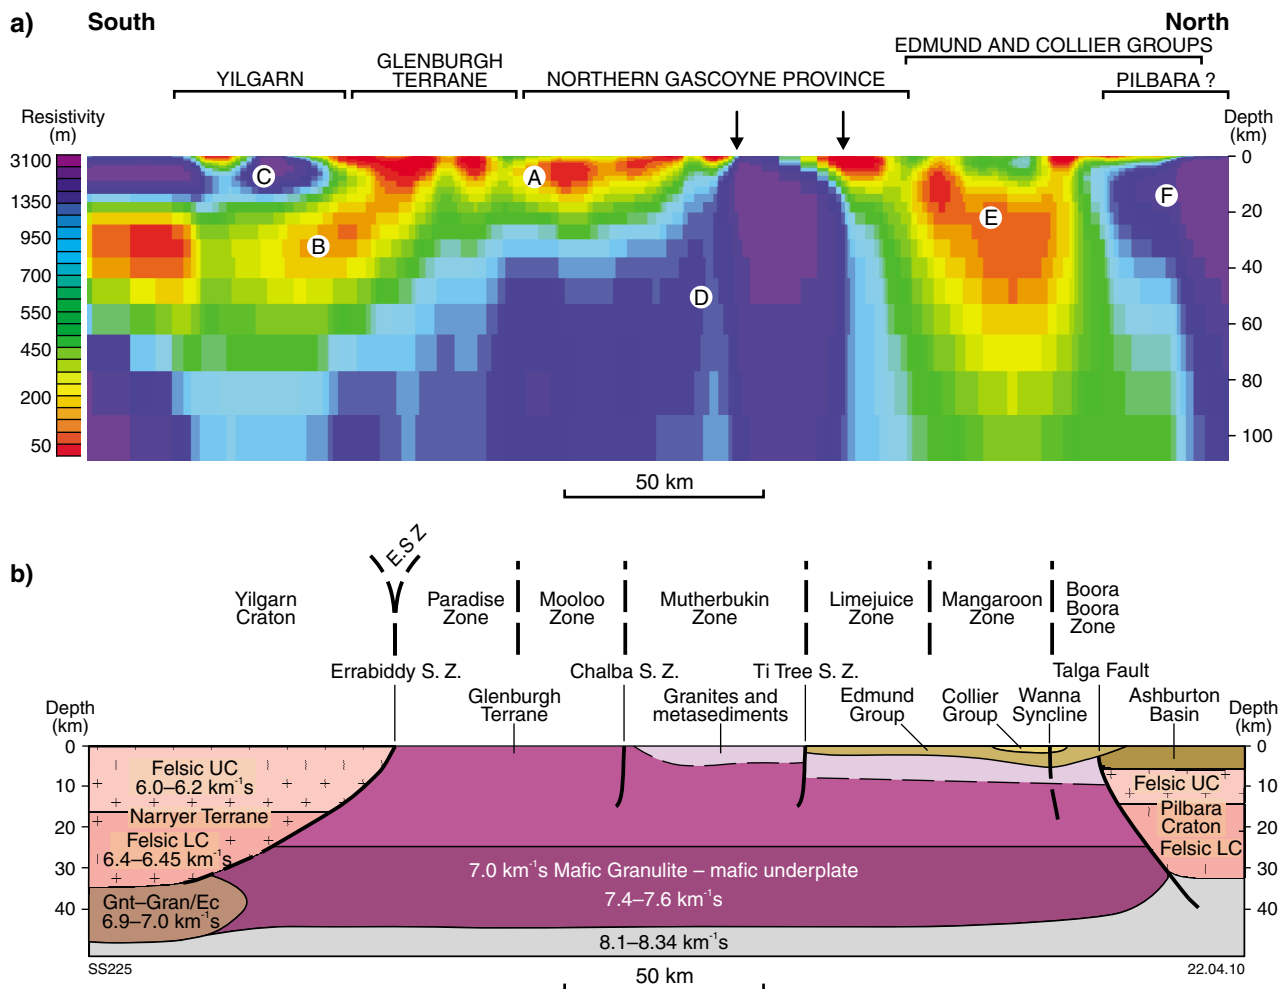 a)
South
North
EDMUND AND COLLIER GROUPS
YILGARN
GLENBURGH
TERRANE
NORTHERN GASCOYNE PROVINCE
PILBARA ?
Resistivity
(m)
Depth
(km)
3100
1350
950
700
550
450
200
50
0
20
40
60
80
100
A
B
C
D
E
F
50 km
b)
E.S Z
Yilgarn
Craton
Paradise
Zone
Mooloo
Zone
Mutherbukin
Zone
Limejuice
Zone
Mangaroon
Zone
Boora
Boora
Zone
Errabiddy S. Z.
Chalba S. Z.
Ti Tree S. Z.
Talga Fault
Glenburgh
Terrane
Granites and
metasediments
Edmund
Group
Collier
Group
Wanna
Syncline
Ashburton
Basin
Depth
(km)
Depth
(km)
0
10
20
30
40
0
10
20
30
40
Felsic UC
6.0–6.2 km⁻¹s
Narryer Terrane
Felsic LC
6.4–6.45 km⁻¹s
Gnt–Gran/Ec
6.9–7.0 km⁻¹s
7.0 km⁻¹s Mafic Granulite – mafic underplate
7.4–7.6 km⁻¹s
8.1–8.34 km⁻¹s
Felsic UC
Pilbara
Craton
Felsic LC
SS225
22.04.10
50 km